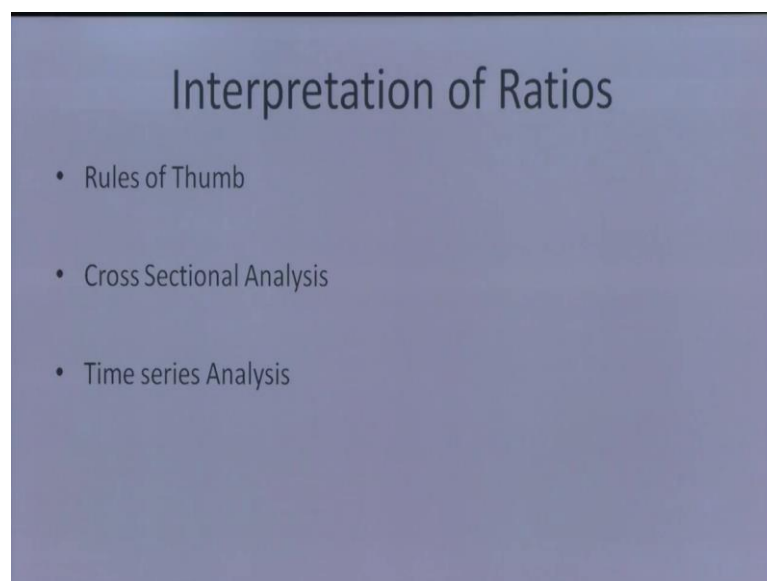 Interpretation of Ratios
• Rules of Thumb
• Cross Sectional Analysis
• Time series Analysis